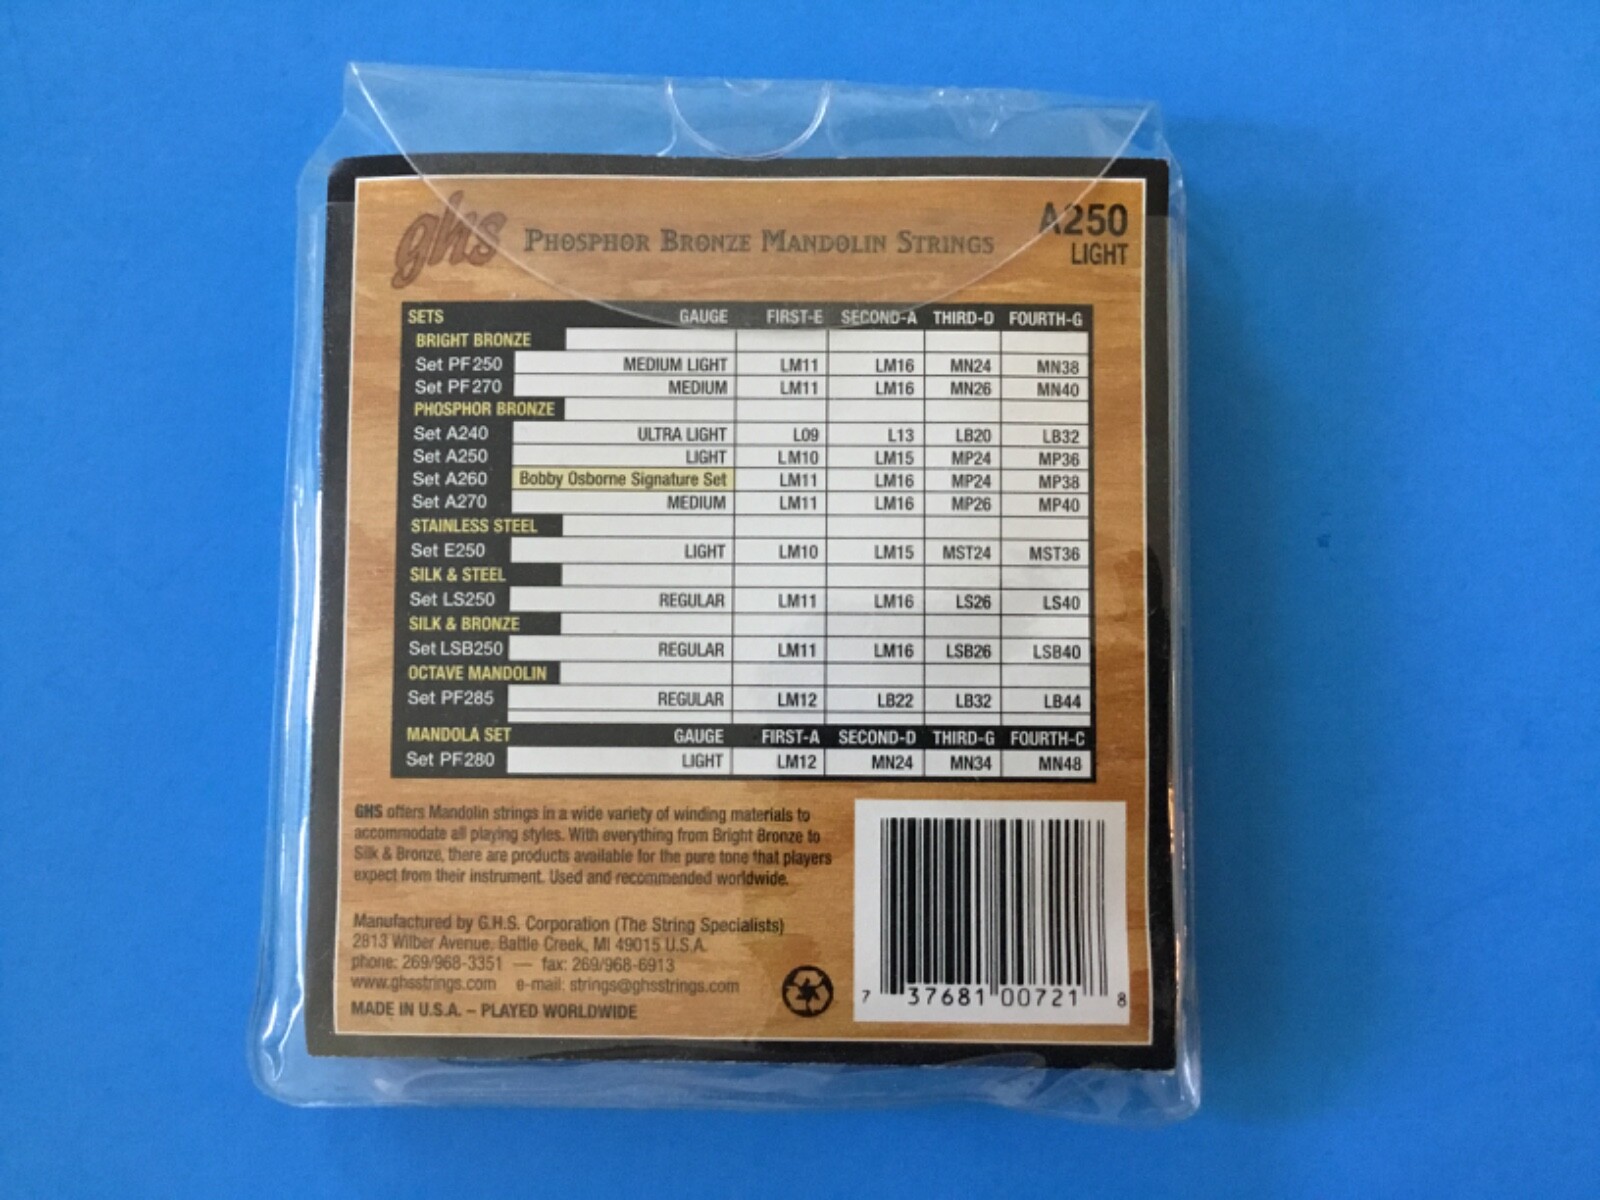 ghs PHOSPHOR BRONZE MANDOLIN STRINGS
A250
LIGHT
SETS GAUGE FIRST-E SECOND-A THIRD-D FOURTH-G
BRIGHT BRONZE
Set PF250 MEDIUM LIGHT LM11 LM16 MN24 MN38
Set PF270 MEDIUM LM11 LM16 MN26 MN40
PHOSPHOR BRONZE
Set A240 ULTRA LIGHT L09 L13 LB20 LB32
Set A250 LIGHT LM10 LM15 MP24 MP36
Set A260 Bobby Osborne Signature Set LM11 LM16 MP24 MP38
Set A270 MEDIUM LM11 LM16 MP26 MP40
STAINLESS STEEL
Set E250 LIGHT LM10 LM15 MST24 MST36
SILK & STEEL
Set LS250 REGULAR LM11 LM16 LS26 LS40
SILK & BRONZE
Set LSB250 REGULAR LM11 LM16 LSB26 LSB40
OCTAVE MANDOLIN
Set PF285 REGULAR LM12 LB22 LB32 LB44
MANDOLA SET GAUGE FIRST-A SECOND-D THIRD-G FOURTH-C
Set PF280 LIGHT LM12 MN24 MN34 MN48
GHS offers Mandolin strings in a wide variety of winding materials to
accommodate all playing styles. With everything from Bright Bronze to
Silk & Bronze, there are products available for the pure tone that players
expect from their instrument. Used and recommended worldwide.
Manufactured by G.H.S. Corporation (The String Specialists)
2813 Wilber Avenue. Battle Creek, MI 49015 U.S.A.
phone: 269/968-3351 — fax: 269/968-6913
www.ghsstrings.com e-mail: strings@ghsstrings.com
MADE IN U.S.A. – PLAYED WORLDWIDE
7 37681 00721 8